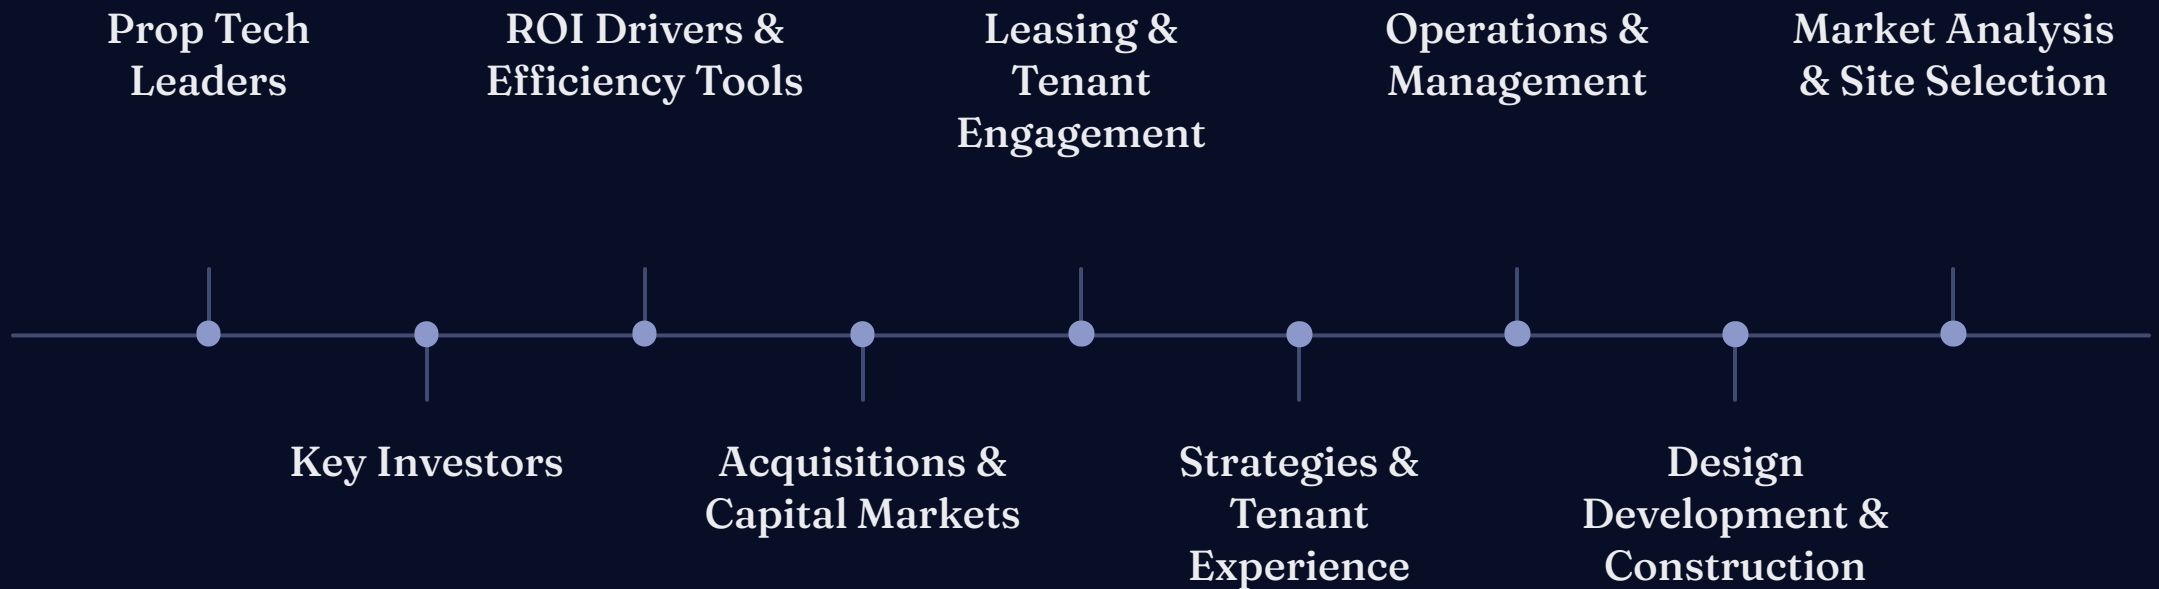 Prop Tech
Leaders
ROI Drivers &
Efficiency Tools
Leasing &
Tenant
Engagement
Operations &
Management
Market Analysis
& Site Selection
Key Investors
Acquisitions &
Capital Markets
Strategies &
Tenant
Experience
Design
Development &
Construction